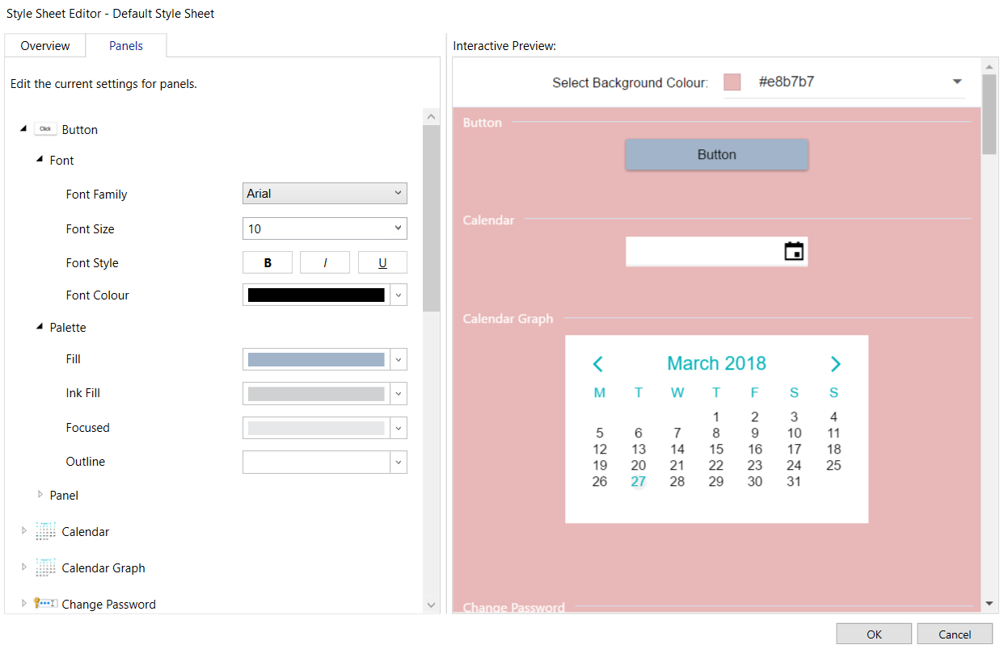 Style Sheet Editor - Default Style Sheet
Overview
Panels
Edit the current settings for panels.
Click
Button
Font
Font Family
Arial
Font Size
10
Font Style
B
I
U
Font Colour
Palette
Fill
Ink Fill
Focused
Outline
Panel
Calendar
Calendar Graph
Change Password
Interactive Preview:
Select Background Colour:
#e8b7b7
Button
Button
Calendar
Calendar Graph
March 2018
M T W T F S S
1 2 3 4
5 6 7 8 9 10 11
12 13 14 15 16 17 18
19 20 21 22 23 24 25
26 27 28 29 30 31
Change Password
OK
Cancel